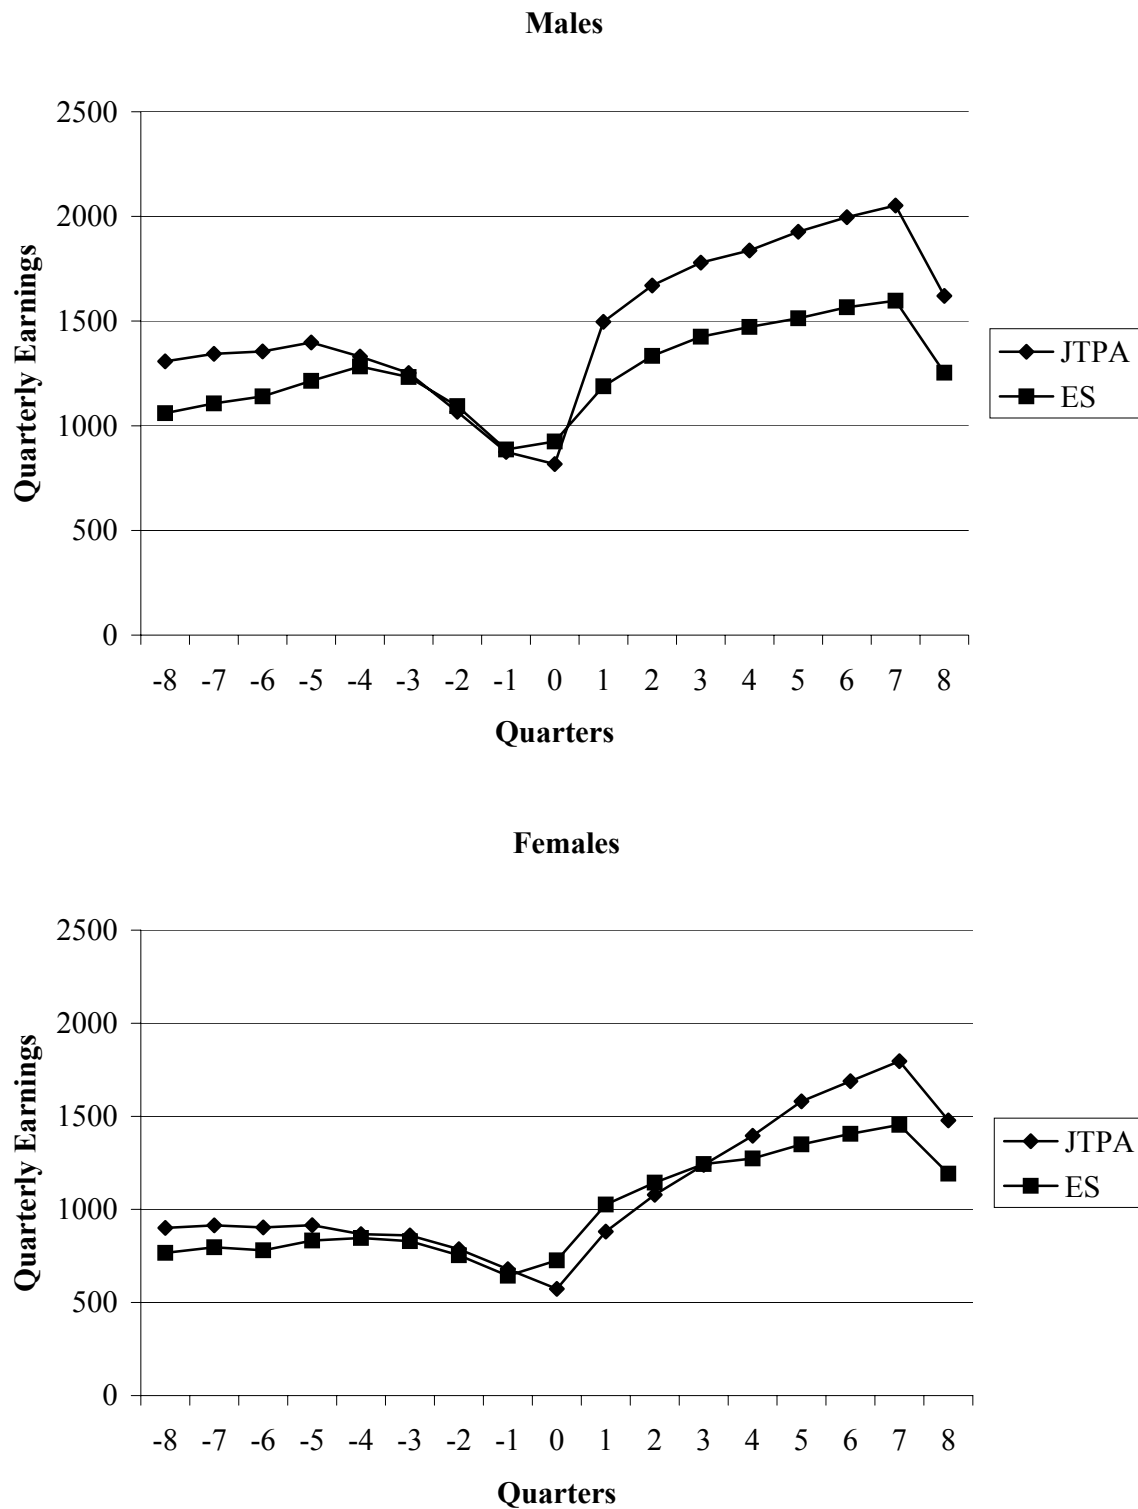 Males
2500
2000
1500
1000
500
0
Quarterly Earnings
-8 -7 -6 -5 -4 -3 -2 -1 0 1 2 3 4 5 6 7 8
Quarters
JTPA
ES
Females
2500
2000
1500
1000
500
0
Quarterly Earnings
-8 -7 -6 -5 -4 -3 -2 -1 0 1 2 3 4 5 6 7 8
Quarters
JTPA
ES